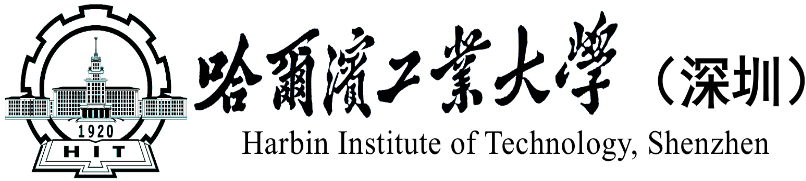 哈爾濱工業大學（深圳）
Harbin Institute of Technology, Shenzhen
1920
HIT